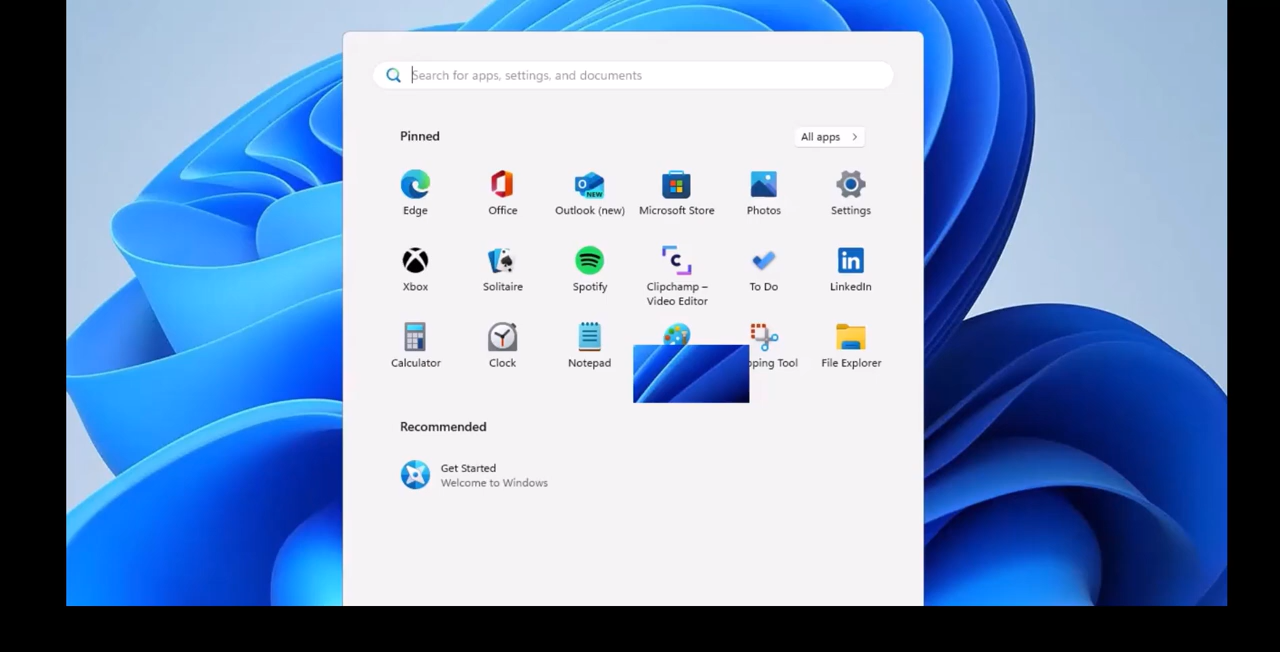 Search for apps, settings, and documents
Pinned
All apps
Edge
Office
Outlook (new)
Microsoft Store
Photos
Settings
Xbox
Solitaire
Spotify
Clipchamp –
Video Editor
To Do
LinkedIn
Calculator
Clock
Notepad
Tool
File Explorer
Recommended
Get Started
Welcome to Windows